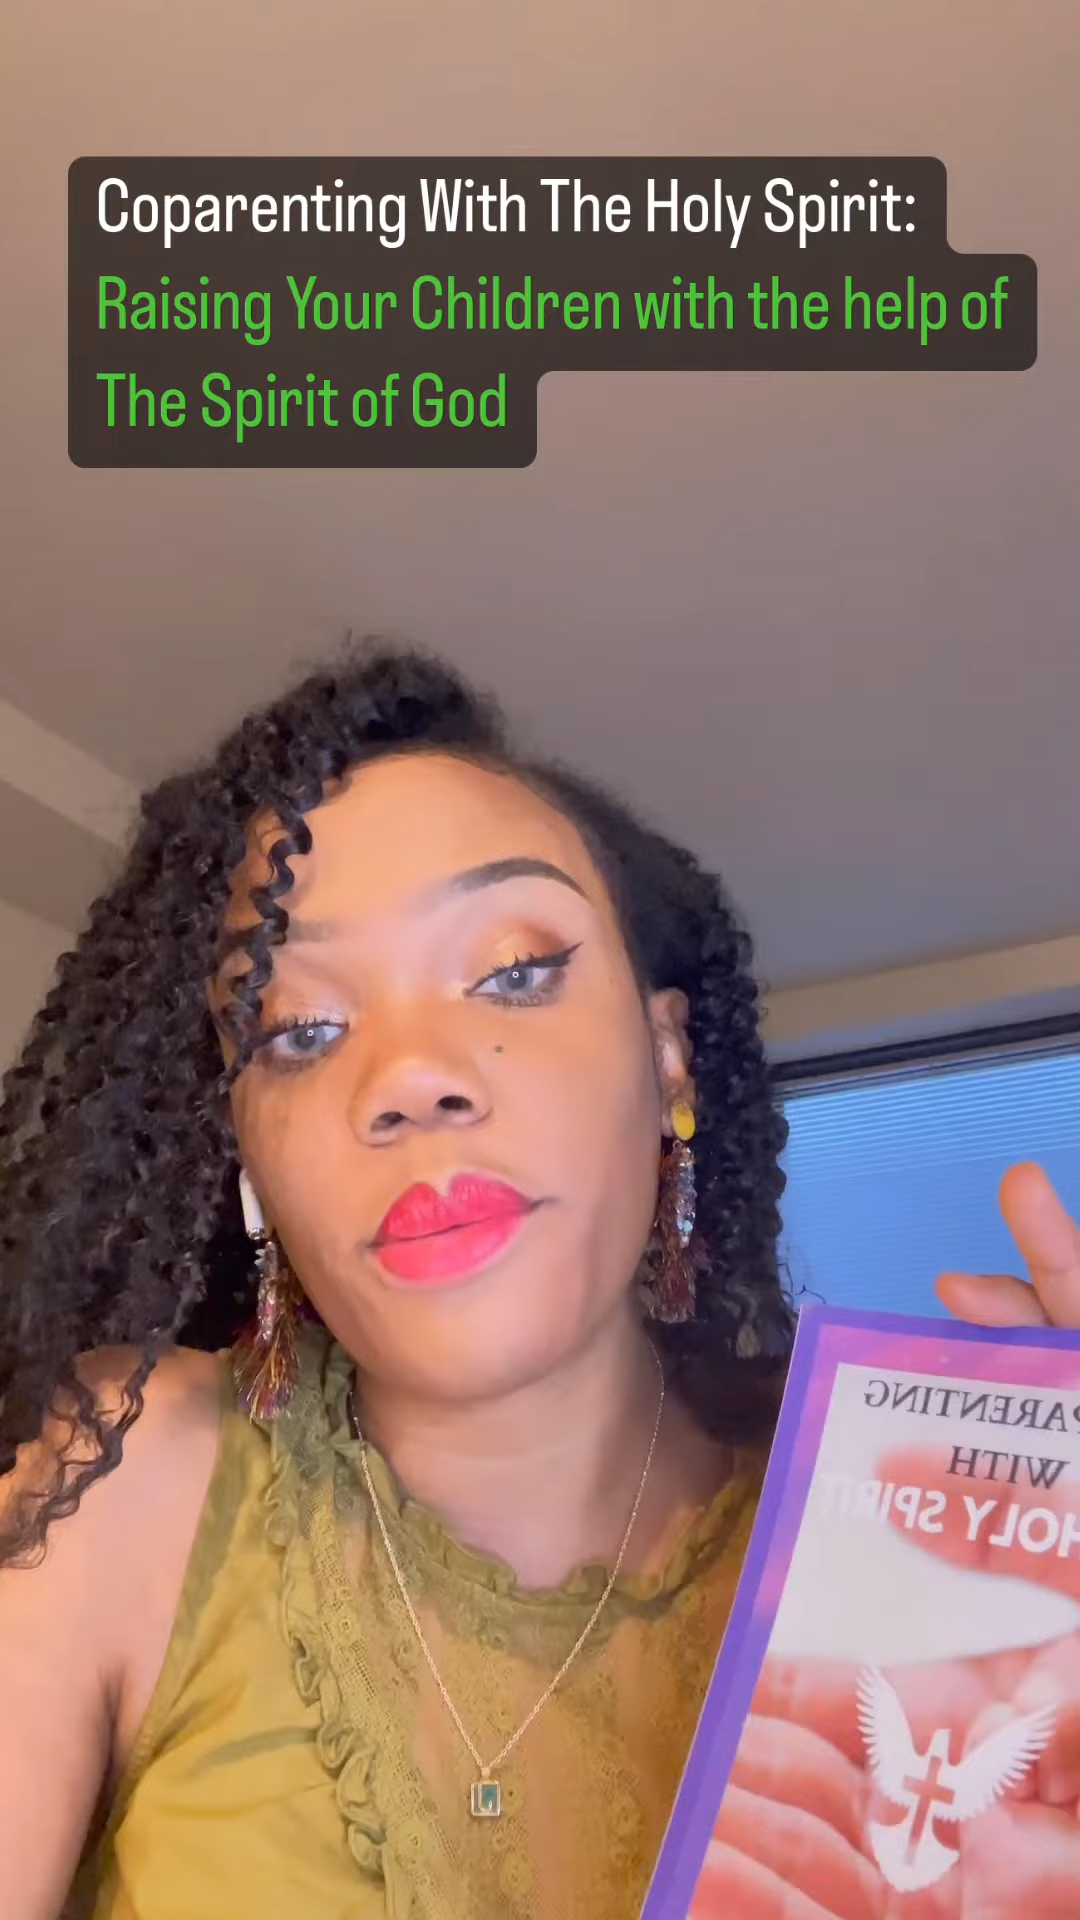 Coparenting With The Holy Spirit:
Raising Your Children with the help of
The Spirit of God
PARENTING
WITH
HOLY SPIRIT